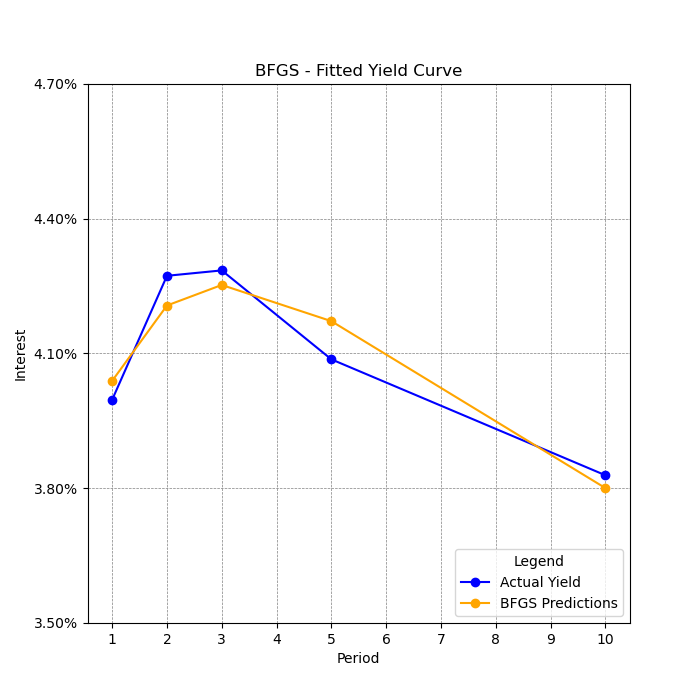 BFGS - Fitted Yield Curve
4.70%
4.40%
4.10%
3.80%
3.50%
Interest
1 2 3 4 5 6 7 8 9 10
Period
Legend
Actual Yield
BFGS Predictions